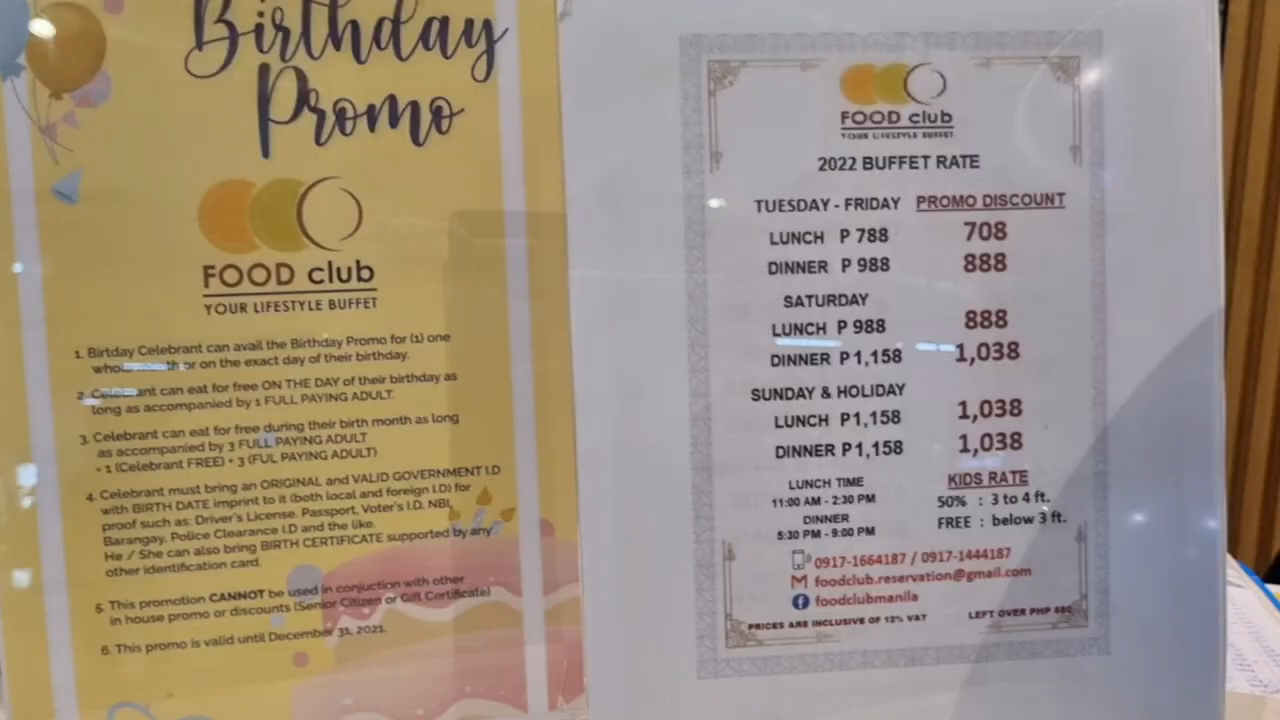 Birthday
Promo
FOOD club
YOUR LIFESTYLE BUFFET
1. Birtday Celebrant can avail the Birthday Promo for (1) one
or on the exact day of their birthday.
2. Celebrant can eat for free ON THE DAY of their birthday as
long as accompanied by 1 FULL PAYING ADULT.
3. Celebrant can eat for free during their birth month as long
as accompanied by 3 FULL PAYING ADULT
+ 1 (Celebrant FREE) + 3 (FUL PAYING ADULT)
4. Celebrant must bring an ORIGINAL and VALID GOVERNMENT I.D
with BIRTH DATE imprint to it (both local and foreign I.D) for
proof such as: Driver's License. Passport, Voter's I.D. NBI,
Barangay. Police Clearance I.D and the like.
He / She can also bring BIRTH CERTIFICATE supported by any
other identification card.
5. This promotion CANNOT be used in conjuction with other
in house promo or discounts (Senior Citizen or Gift Certificate)
6. This promo is valid until December 31, 2021.
FOOD club
YOUR LIFESTYLE BUFFET
2022 BUFFET RATE
TUESDAY - FRIDAY PROMO DISCOUNT
LUNCH P 788 708
DINNER P 988 888
SATURDAY
LUNCH P 988 888
DINNER P1,158 1,038
SUNDAY & HOLIDAY
LUNCH P1,158 1,038
DINNER P1,158 1,038
LUNCH TIME KIDS RATE
11:00 AM - 2:30 PM 50% : 3 to 4 ft.
DINNER FREE : below 3 ft.
5:30 PM - 9:00 PM
0917-1664187 / 0917-1444187
foodclub.reservation@gmail.com
foodclubmanila
PRICES ARE INCLUSIVE OF 12% VAT LEFT OVER PHP